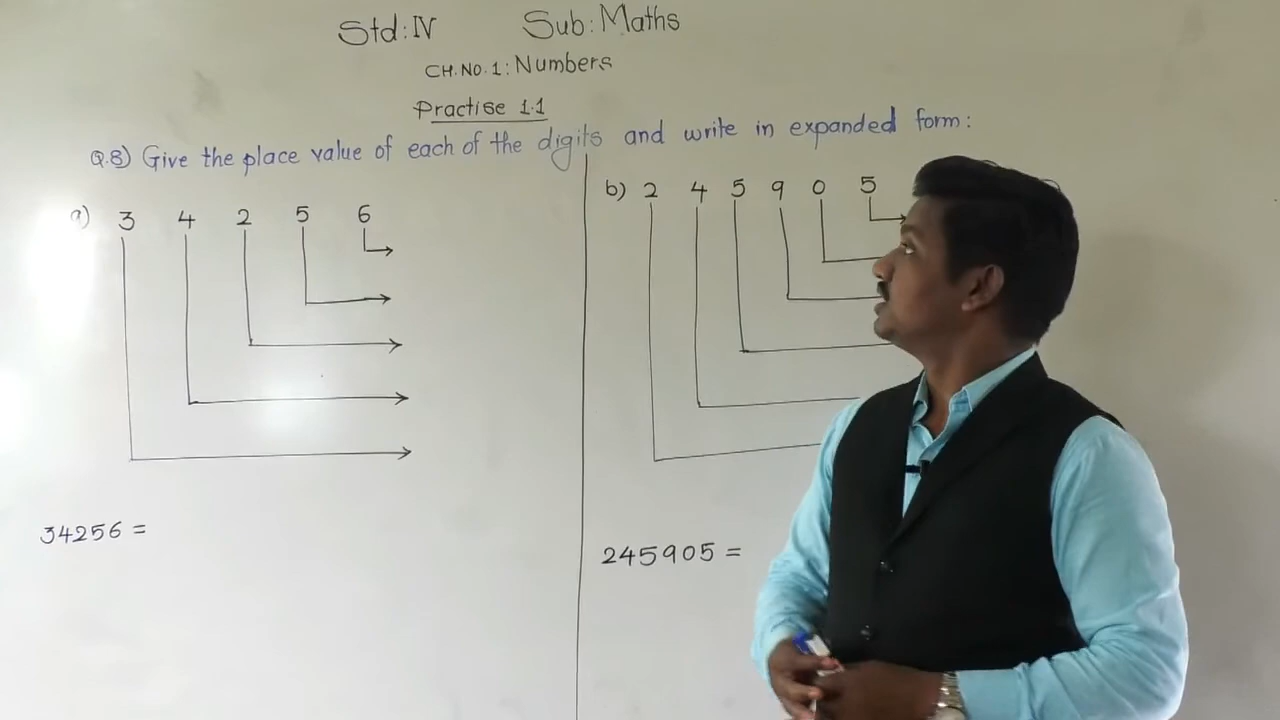 Std: IV Sub: Maths
CH. NO. 1: Numbers
Practise 1.1
Q.8) Give the place value of each of the digits and write in expanded form:
a) 3 4 2 5 6
b) 2 4 5 9 0 5
34256 =
245905 =